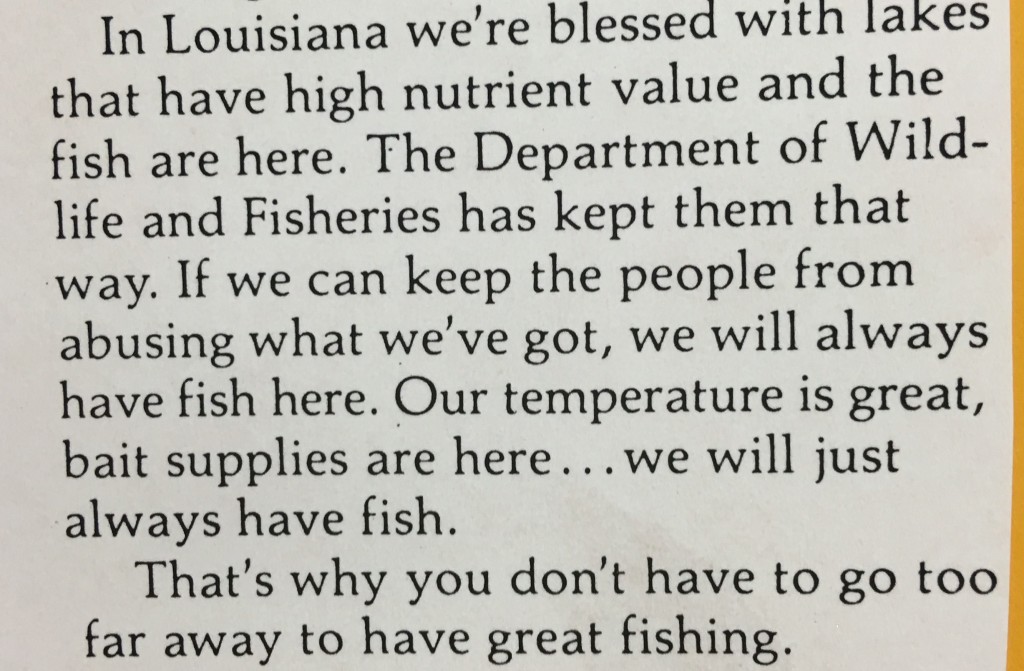 In Louisiana we're blessed with lakes
that have high nutrient value and the
fish are here. The Department of Wild-
life and Fisheries has kept them that
way. If we can keep the people from
abusing what we've got, we will always
have fish here. Our temperature is great,
bait supplies are here...we will just
always have fish.
That's why you don't have to go too
far away to have great fishing.